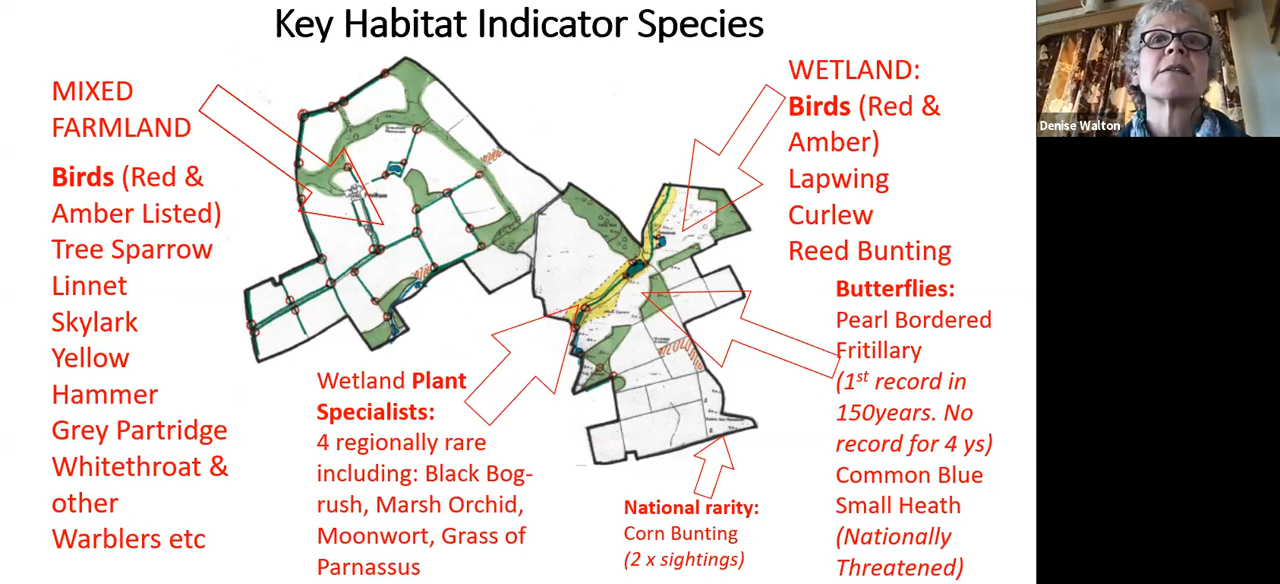 Key Habitat Indicator Species
MIXED
FARMLAND
Birds (Red &
Amber Listed)
Tree Sparrow
Linnet
Skylark
Yellow
Hammer
Grey Partridge
Whitethroat &
other
Warblers etc
Wetland Plant
Specialists:
4 regionally rare
including: Black Bog-
rush, Marsh Orchid,
Moonwort, Grass of
Parnassus
National rarity:
Corn Bunting
(2 x sightings)
WETLAND:
Birds (Red &
Amber)
Lapwing
Curlew
Reed Bunting
Butterflies:
Pearl Bordered
Fritillary
(1st record in
150years. No
record for 4 ys)
Common Blue
Small Heath
(Nationally
Threatened)
Denise Walton